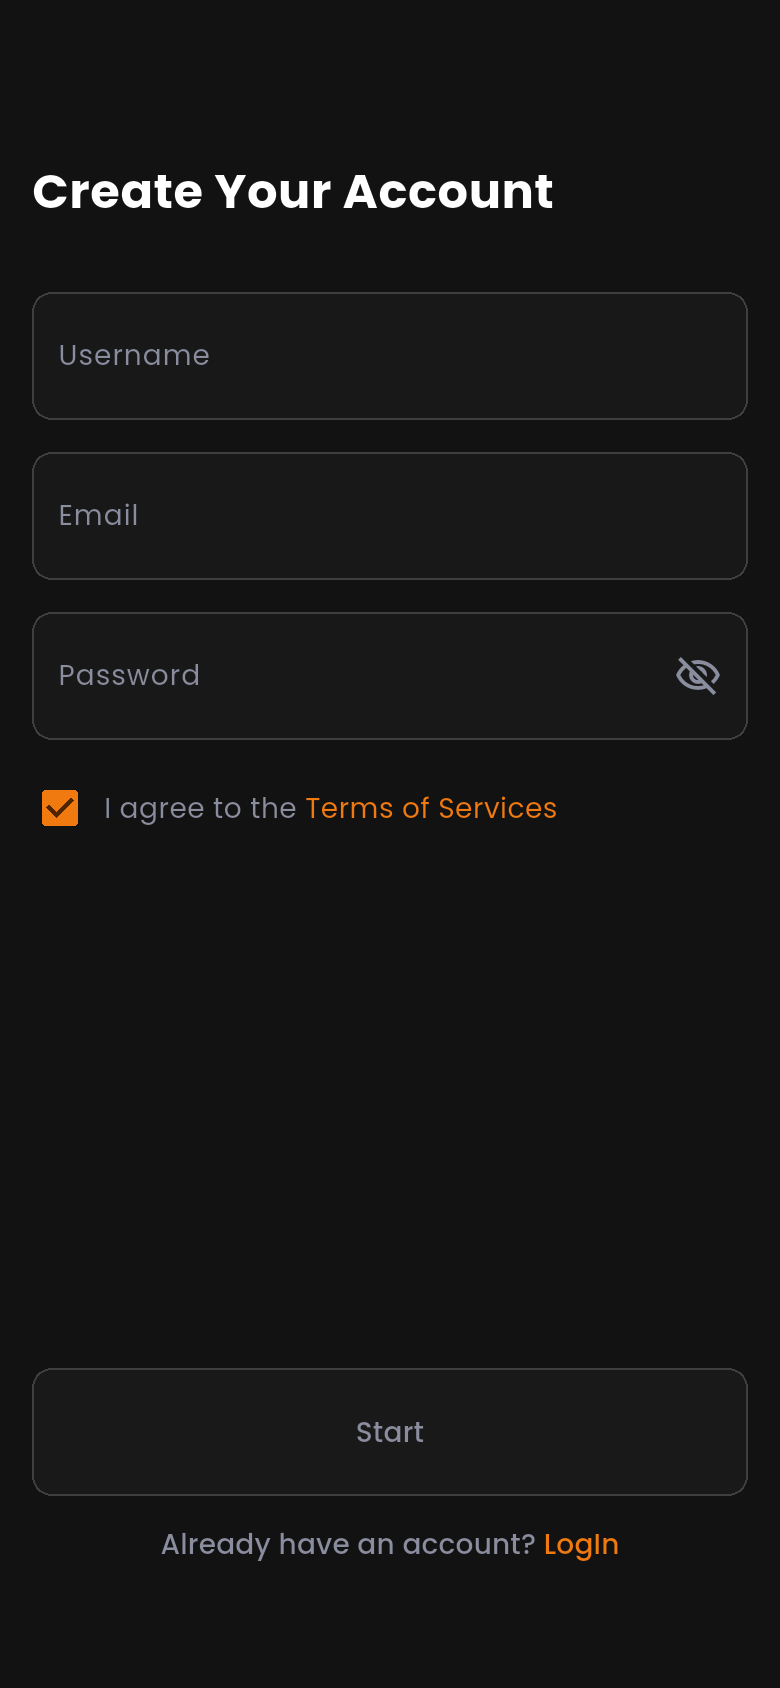 Create Your Account
Username
Email
Password
I agree to the Terms of Services
Start
Already have an account? LogIn